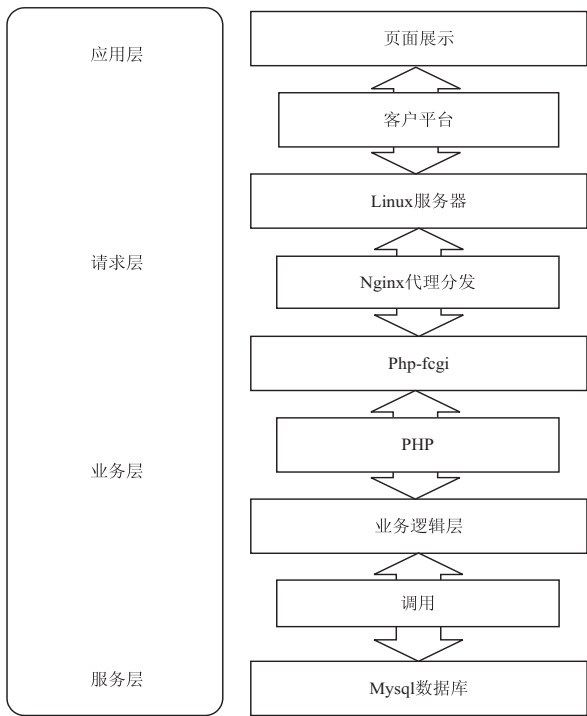 应用层
请求层
业务层
服务层
页面展示
客户平台
Linux服务器
Nginx代理分发
Php-fcgi
PHP
业务逻辑层
调用
Mysql数据库